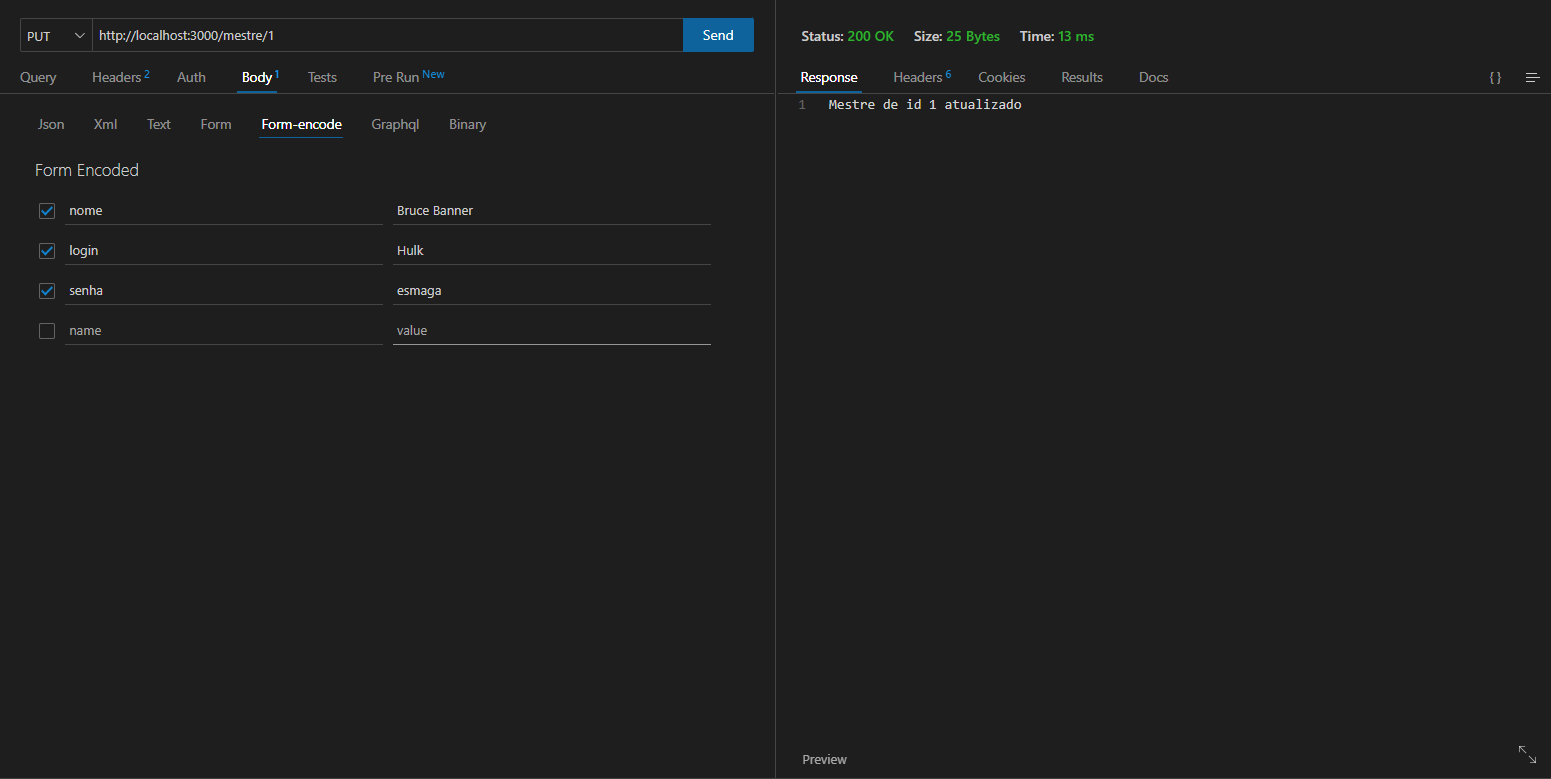 PUT http://localhost:3000/mestre/1 Send
Query Headers 2 Auth Body 1 Tests Pre Run New
Json Xml Text Form Form-encode Graphql Binary
Form Encoded
nome Bruce Banner
login Hulk
senha esmaga
name value
Status: 200 OK Size: 25 Bytes Time: 13 ms
Response Headers 6 Cookies Results Docs { }
1 Mestre de id 1 atualizado
Preview